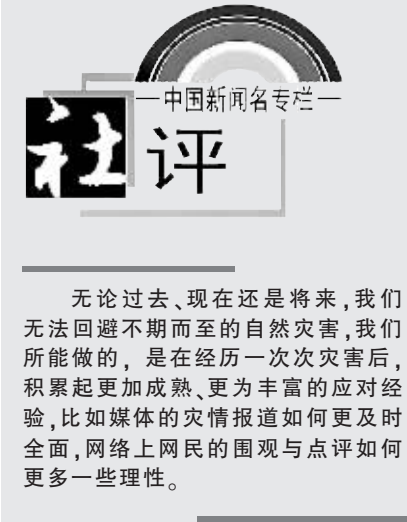 中国新闻名专栏
社评
无论过去、现在还是将来,我们
无法回避不期而至的自然灾害,我们
所能做的，是在经历一次次灾害后,
积累起更加成熟、更为丰富的应对经
验,比如媒体的灾情报道如何更及时
全面,网络上网民的围观与点评如何
更多一些理性。